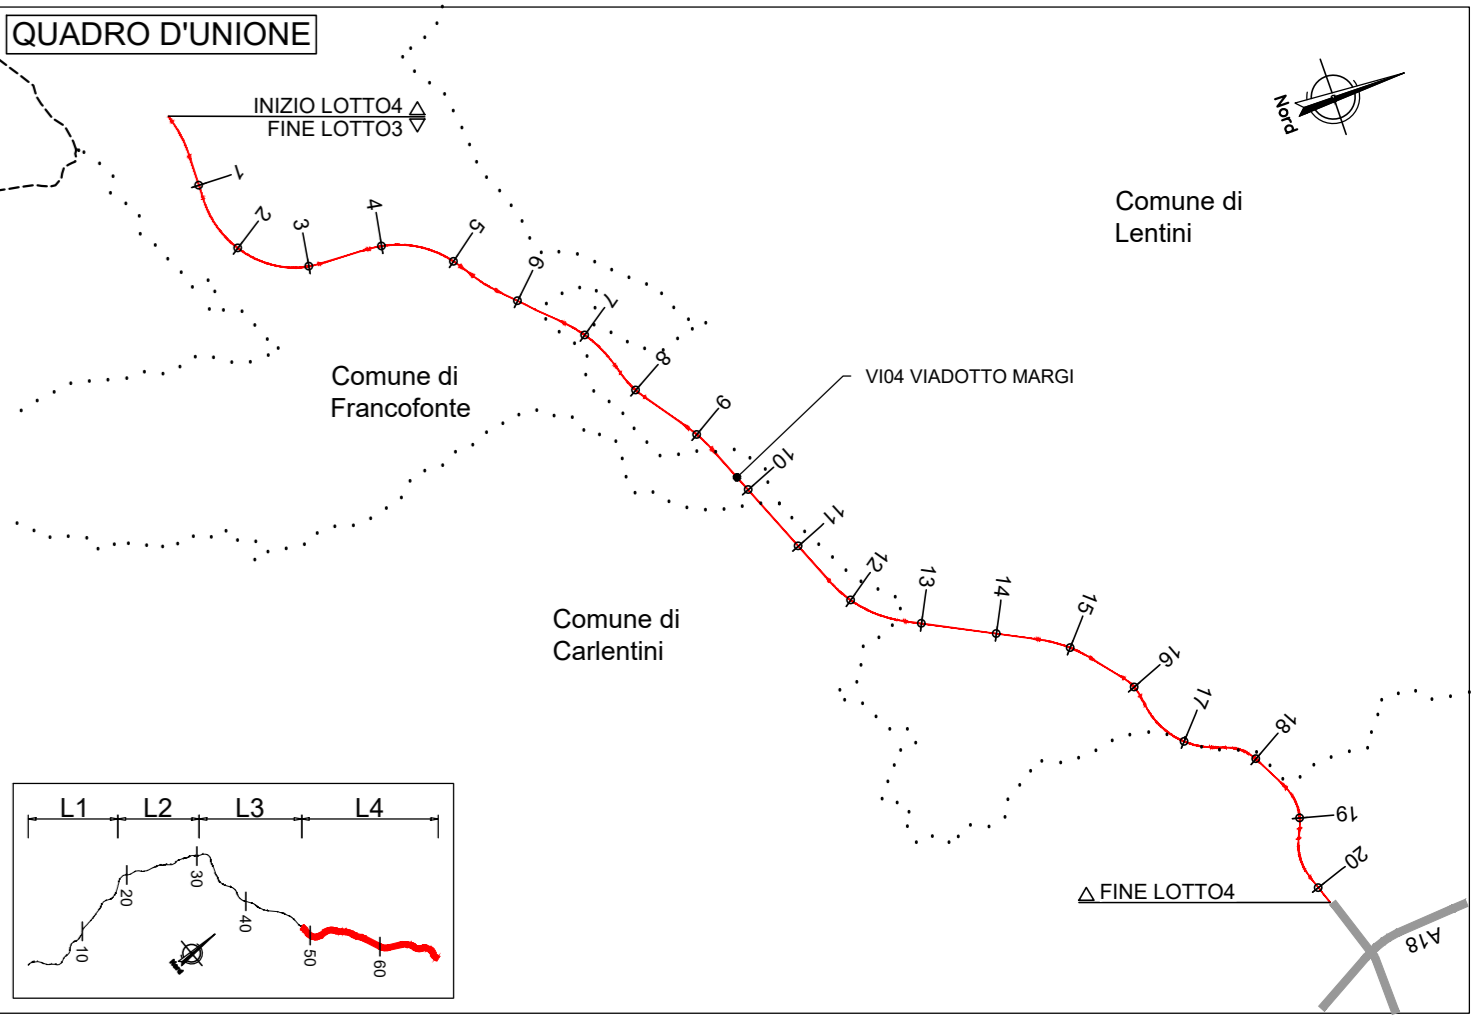 QUADRO D'UNIONE
INIZIO LOTTO4
FINE LOTTO3
Nord
Comune di
Lentini
1
2
3
4
5
6
7
8
9
10
11
12
13
14
15
16
17
18
19
20
Comune di
Francofonte
VI04 VIADOTTO MARGI
Comune di
Carlentini
FINE LOTTO4
A18
L1 L2 L3 L4
10
20
30
40
50
60